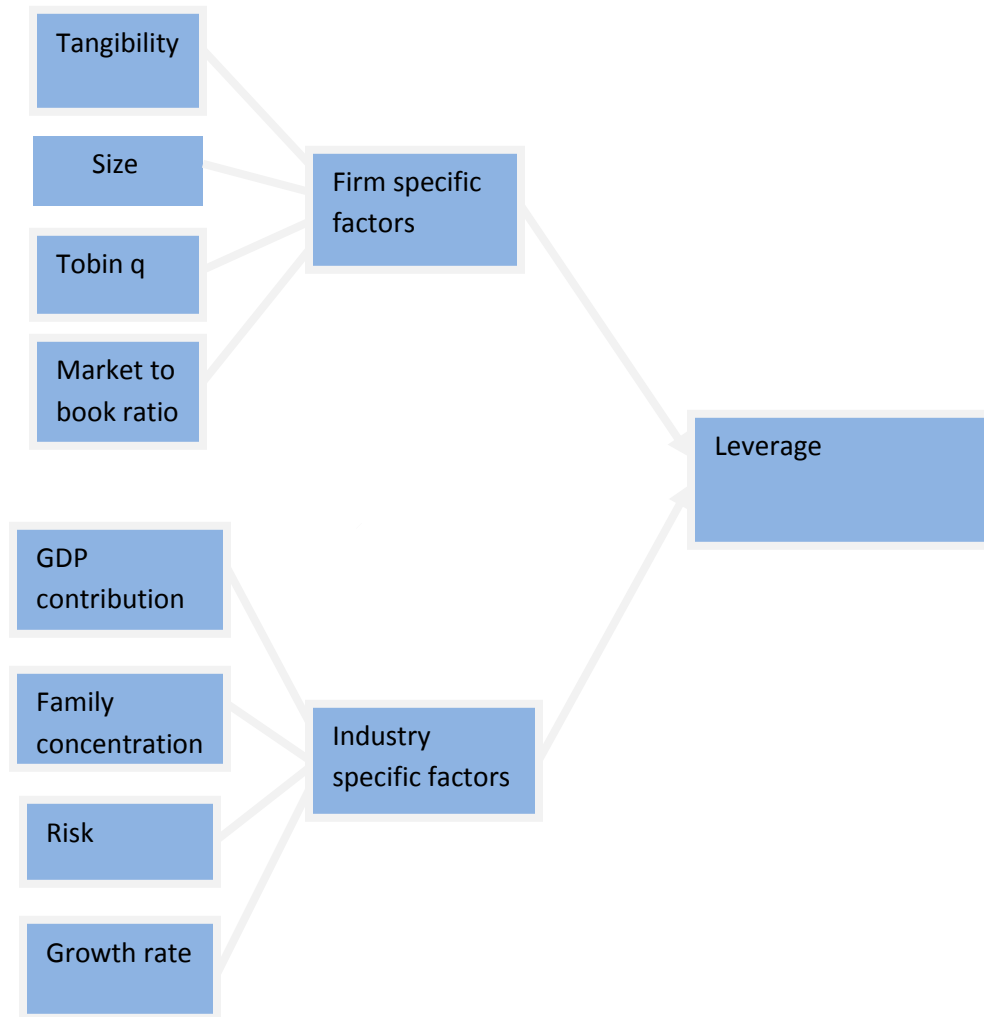 Tangibility
Size
Tobin q
Market to
book ratio
Firm specific
factors
Leverage
GDP
contribution
Family
concentration
Risk
Growth rate
Industry
specific factors